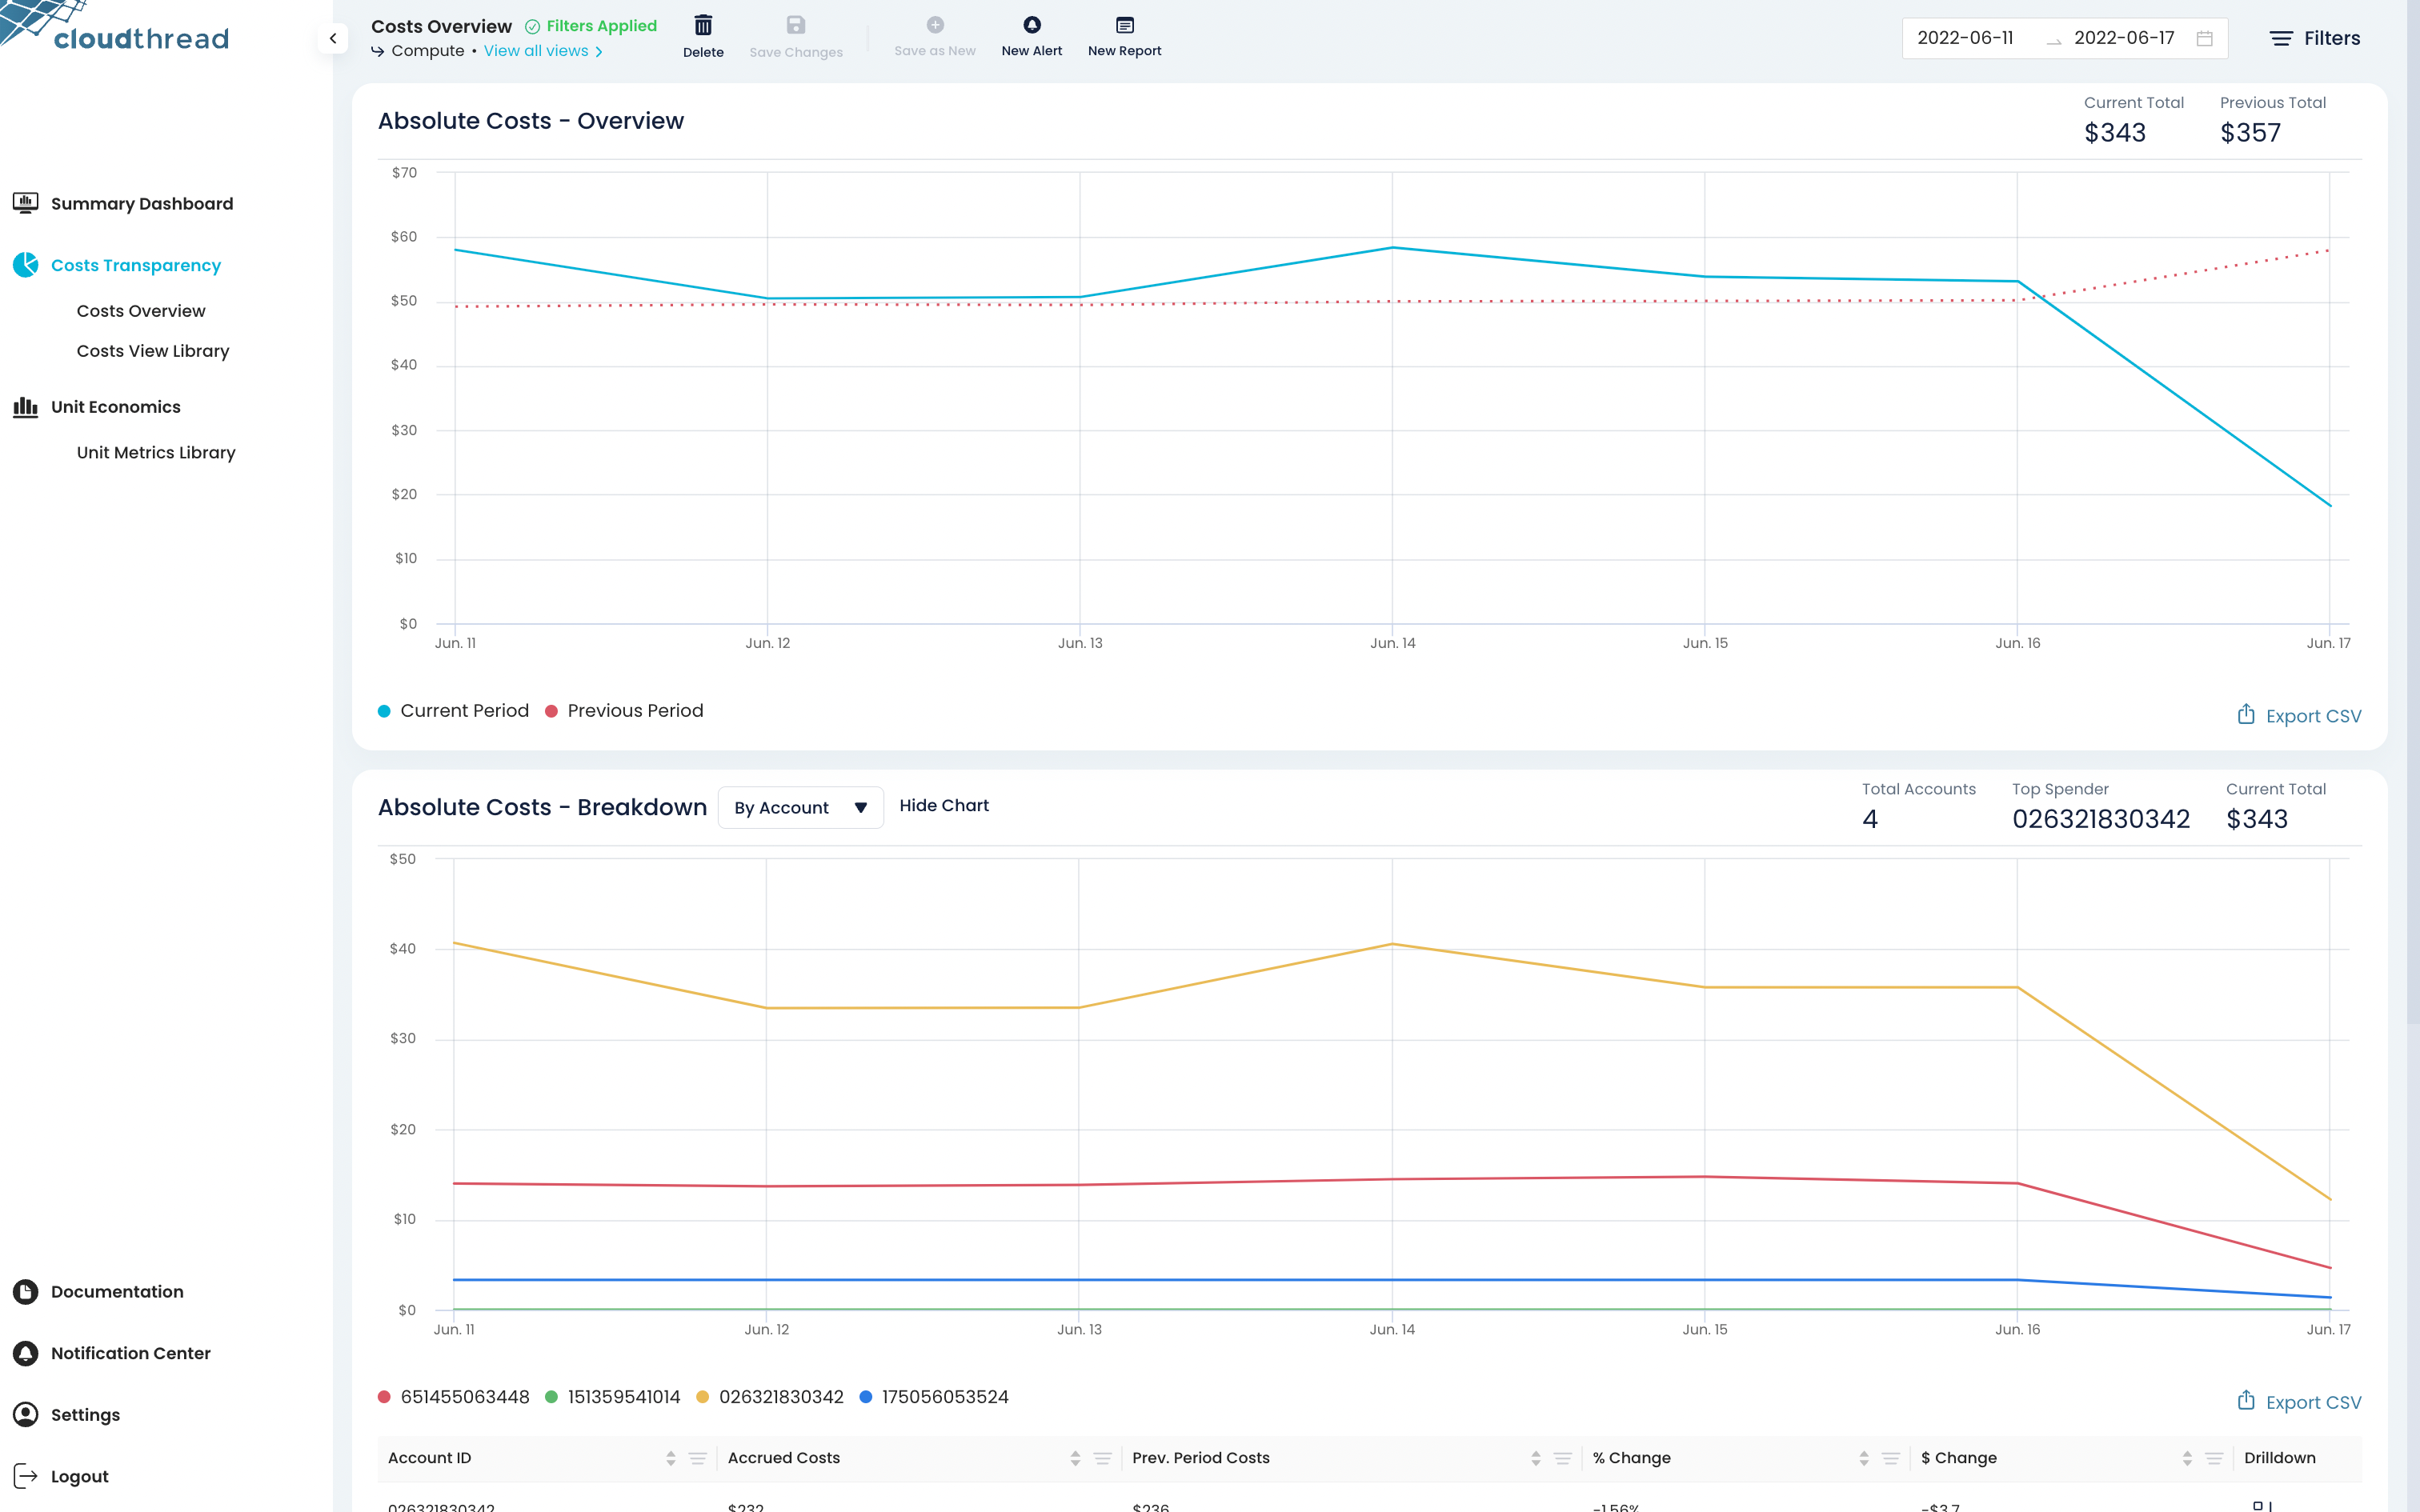 cloudthread
Costs Overview Filters Applied
Compute • View all views
Delete
Save Changes
Save as New
New Alert
New Report
2022-06-11 2022-06-17
Filters
Summary Dashboard
Costs Transparency
Costs Overview
Costs View Library
Unit Economics
Unit Metrics Library
Documentation
Notification Center
Settings
Logout
Absolute Costs - Overview
Current Total
$343
Previous Total
$357
$70
$60
$50
$40
$30
$20
$10
$0
Jun. 11 Jun. 12 Jun. 13 Jun. 14 Jun. 15 Jun. 16 Jun. 17
Current Period Previous Period
Export CSV
Absolute Costs - Breakdown By Account Hide Chart
Total Accounts
4
Top Spender
026321830342
Current Total
$343
$50
$40
$30
$20
$10
$0
Jun. 11 Jun. 12 Jun. 13 Jun. 14 Jun. 15 Jun. 16 Jun. 17
651455063448 151359541014 026321830342 175056053524
Export CSV
Account ID Accrued Costs Prev. Period Costs % Change $ Change Drilldown
026321830342 $232 $236 -1.56% -$3.7